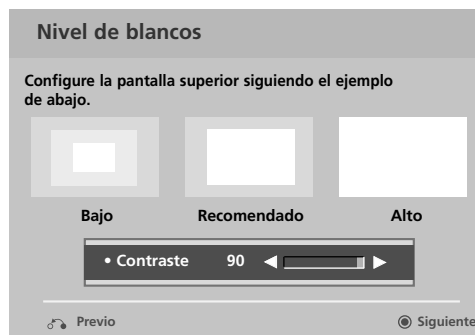 Nivel de blancos
Configure la pantalla superior siguiendo el ejemplo
de abajo.
Bajo Recomendado Alto
• Contraste 90
Previo Siguiente